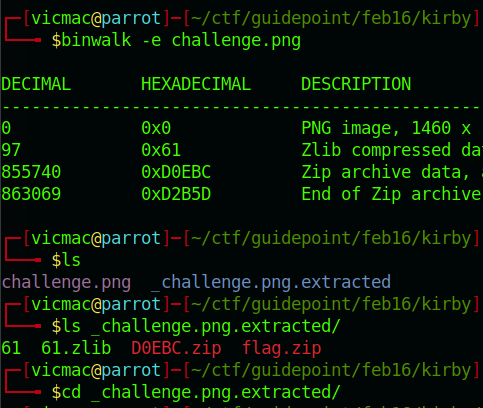 ┌─[vicmac@parrot]─[~/ctf/guidepoint/feb16/kirby]
└──╼ $binwalk -e challenge.png
DECIMAL       HEXADECIMAL     DESCRIPTION
------------------------------------------------
0             0x0             PNG image, 1460 x
97            0x61            Zlib compressed da
855740        0xD0EBC         Zip archive data, a
863069        0xD2B5D         End of Zip archive
┌─[vicmac@parrot]─[~/ctf/guidepoint/feb16/kirby]
└──╼ $ls
challenge.png  _challenge.png.extracted
┌─[vicmac@parrot]─[~/ctf/guidepoint/feb16/kirby]
└──╼ $ls _challenge.png.extracted/
61  61.zlib  D0EBC.zip  flag.zip
┌─[vicmac@parrot]─[~/ctf/guidepoint/feb16/kirby]
└──╼ $cd _challenge.png.extracted/